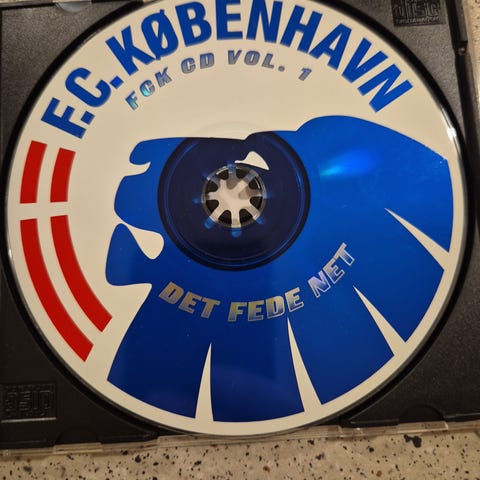 F.C. KØBENHAVN
FCK CD VOL. 1
DET FEDE NET